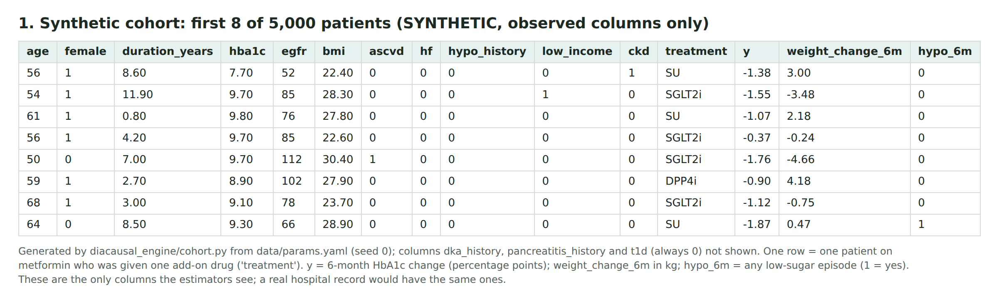 1. Synthetic cohort: first 8 of 5,000 patients (SYNTHETIC, observed columns only)
age female duration_years hba1c egfr bmi ascvd hf hypo_history low_income ckd treatment y weight_change_6m hypo_6m
56 1 8.60 7.70 52 22.40 0 0 0 0 1 SU -1.38 3.00 0
54 1 11.90 9.70 85 28.30 0 0 0 1 0 SGLT2i -1.55 -3.48 0
61 1 0.80 9.80 76 27.80 0 0 0 0 0 SU -1.07 2.18 0
56 1 4.20 9.70 85 22.60 0 0 0 0 0 SGLT2i -0.37 -0.24 0
50 0 7.00 9.70 112 30.40 1 0 0 0 0 SGLT2i -1.76 -4.66 0
59 1 2.70 8.90 102 27.90 0 0 0 0 0 DPP4i -0.90 4.18 0
68 1 3.00 9.10 78 23.70 0 0 0 0 0 SGLT2i -1.12 -0.75 0
64 0 8.50 9.30 66 28.90 0 0 0 0 0 SU -1.87 0.47 1
Generated by diacausal_engine/cohort.py from data/params.yaml (seed 0); columns dka_history, pancreatitis_history and t1d (always 0) not shown. One row = one patient on
metformin who was given one add-on drug ('treatment'). y = 6-month HbA1c change (percentage points); weight_change_6m in kg; hypo_6m = any low-sugar episode (1 = yes).
These are the only columns the estimators see; a real hospital record would have the same ones.